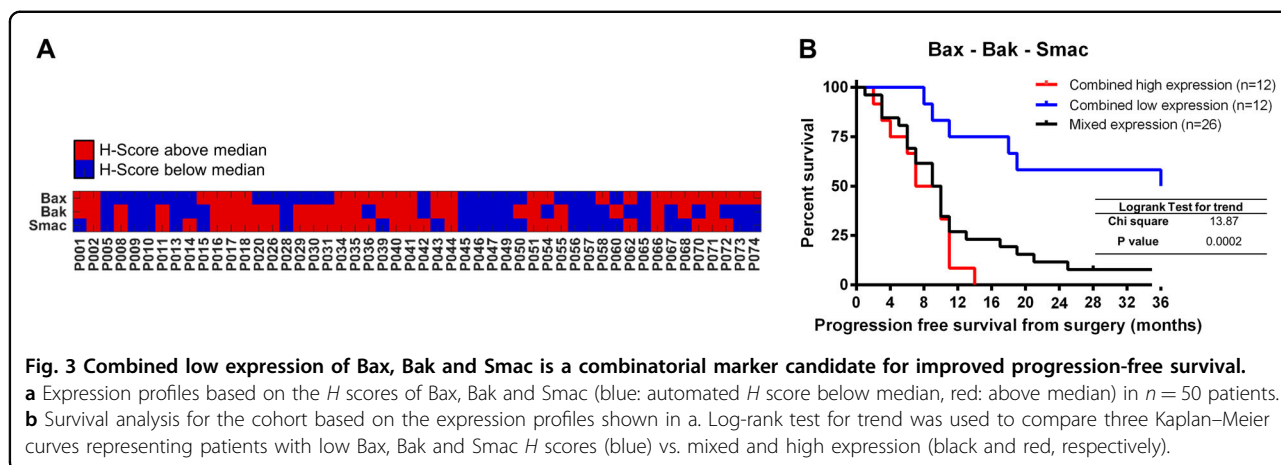 A
H-Score above median
H-Score below median
Bax
Bak
Smac
P001 P002 P005 P008 P009 P010 P011 P013 P014 P015 P016 P017 P018 P020 P026 P028 P029 P030 P031 P034 P035 P036 P039 P040 P041 P042 P043 P044 P045 P046 P047 P049 P050 P051 P054 P055 P056 P058 P060 P062 P065 P066 P067 P068 P070 P071 P072 P073 P074
B
Bax - Bak - Smac
Combined high expression (n=12)
Combined low expression (n=12)
Mixed expression (n=26)
Percent survival
100
75
50
25
0
0 4 8 12 16 20 24 28 32 36
Progression free survival from surgery (months)
Logrank Test for trend
Chi square 13.87
P value 0.0002
Fig. 3 Combined low expression of Bax, Bak and Smac is a combinatorial marker candidate for improved progression-free survival.
a Expression profiles based on the H scores of Bax, Bak and Smac (blue: automated H score below median, red: above median) in n = 50 patients.
b Survival analysis for the cohort based on the expression profiles shown in a. Log-rank test for trend was used to compare three Kaplan–Meier
curves representing patients with low Bax, Bak and Smac H scores (blue) vs. mixed and high expression (black and red, respectively).